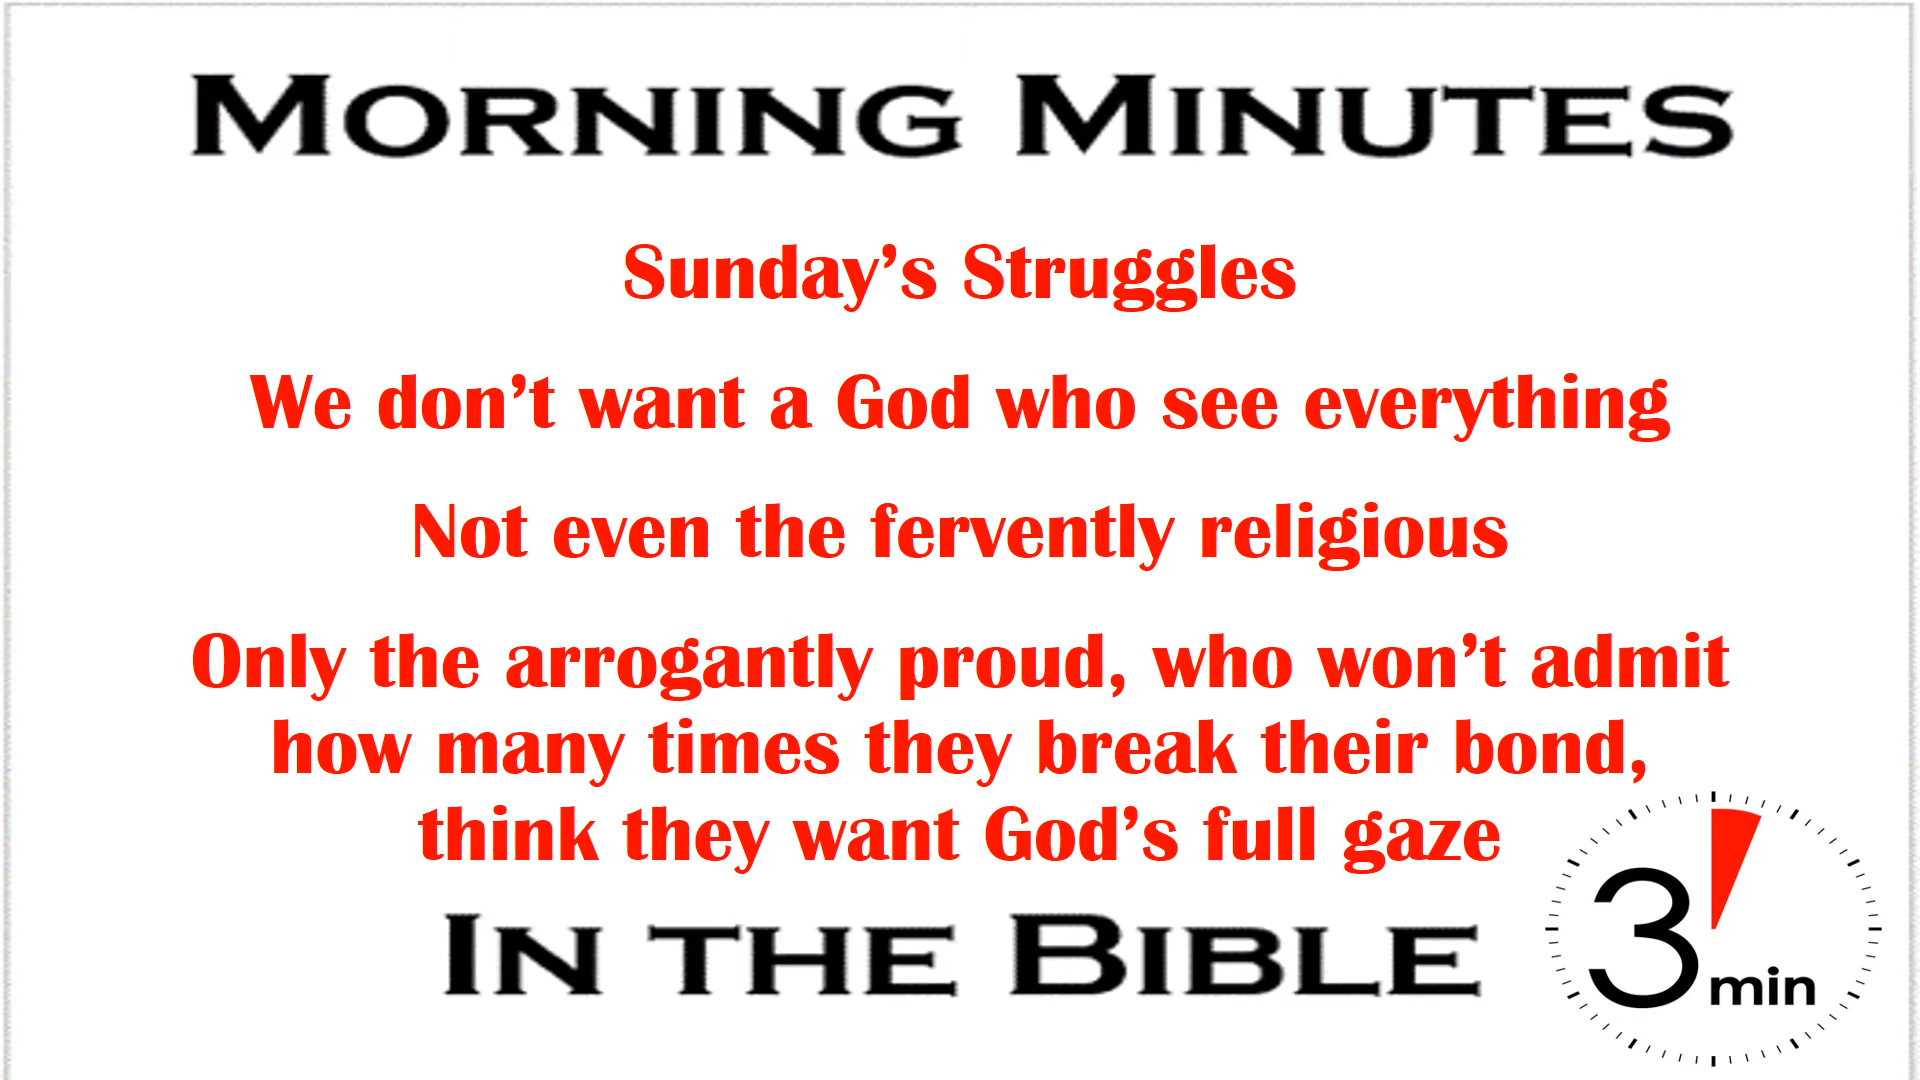 MORNING MINUTES
Sunday’s Struggles
We don’t want a God who see everything
Not even the fervently religious
Only the arrogantly proud, who won’t admit
how many times they break their bond,
think they want God’s full gaze
IN THE BIBLE
3 min